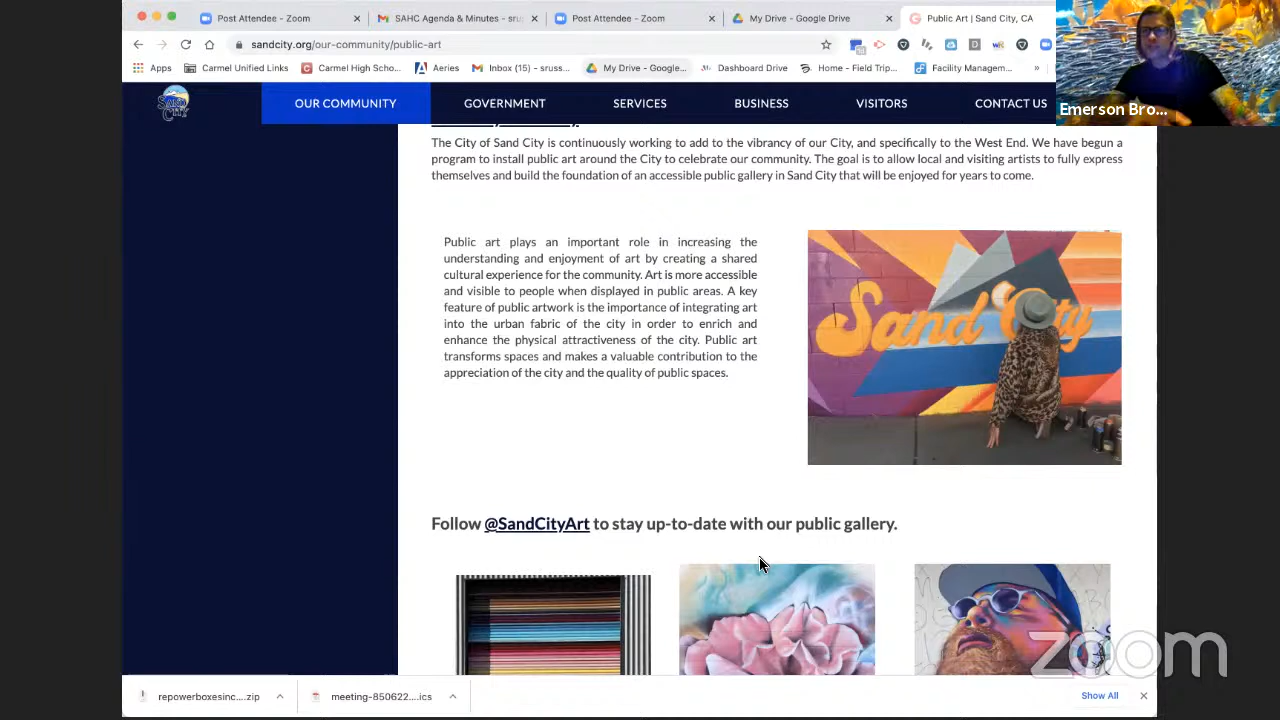 Post Attendee - Zoom
SAHC Agenda & Minutes - sru
Post Attendee - Zoom
My Drive - Google Drive
Public Art | Sand City, CA
sandcity.org/our-community/public-art
Apps
Carmel Unified Links
Carmel High Scho...
Aeries
Inbox (15) - sruss...
My Drive - Google...
Dashboard Drive
Home - Field Trip...
Facility Managem...
»
Emerson Bro...
SAND CITY
OUR COMMUNITY
GOVERNMENT
SERVICES
BUSINESS
VISITORS
CONTACT US
The City of Sand City is continuously working to add to the vibrancy of our City, and specifically to the West End. We have begun a
program to install public art around the City to celebrate our community. The goal is to allow local and visiting artists to fully express
themselves and build the foundation of an accessible public gallery in Sand City that will be enjoyed for years to come.
Public art plays an important role in increasing the
understanding and enjoyment of art by creating a shared
cultural experience for the community. Art is more accessible
and visible to people when displayed in public areas. A key
feature of public artwork is the importance of integrating art
into the urban fabric of the city in order to enrich and
enhance the physical attractiveness of the city. Public art
transforms spaces and makes a valuable contribution to the
appreciation of the city and the quality of public spaces.
Sand City
Follow @SandCityArt to stay up-to-date with our public gallery.
zoom
repowerboxesinc....zip
meeting-850622....ics
Show All